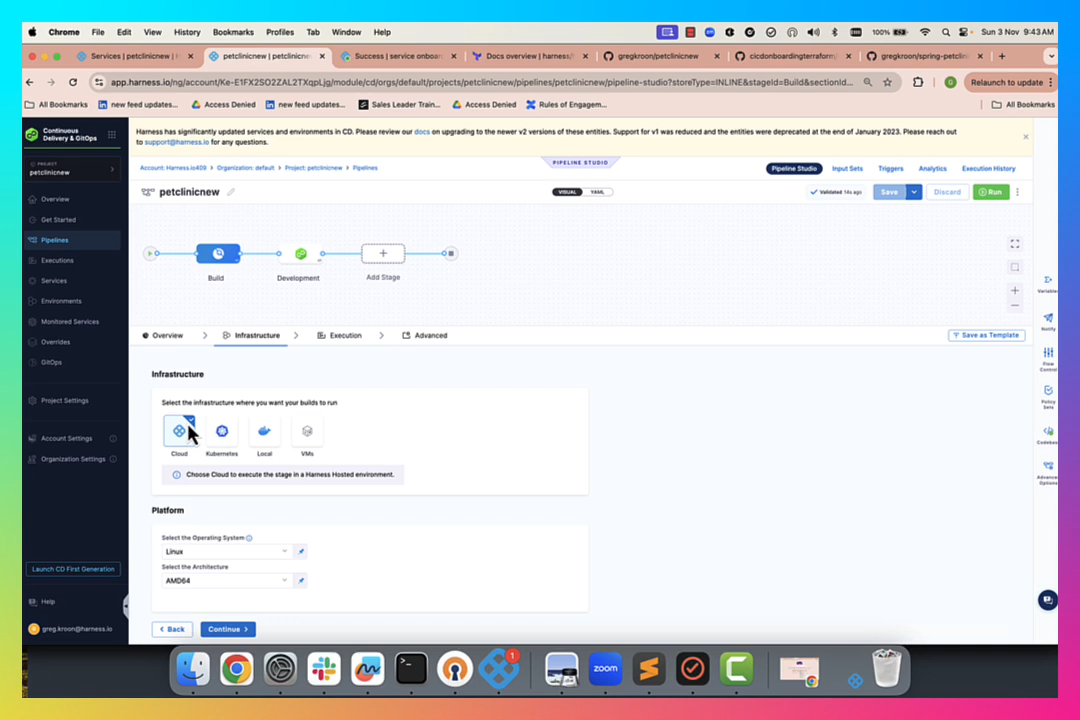 Chrome File Edit View History Bookmarks Profiles Tab Window Help 100% Sun 3 Nov 9:43 AM
Services | petclinicnew | H
petclinicnew | petclinicnew
Success | service onboar
Docs overview | harness/
gregkroon/petclinicnew
cicdonboardingterraform/
gregkroon/spring-petclin
app.harness.io/ng/account/Ke-E1FX2SO2ZAL2TXqpLjg/module/cd/orgs/default/projects/petclinicnew/pipelines/petclinicnew/pipeline-studio?storeType=INLINE&stageId=Build&sectionId...
Relaunch to update
All Bookmarks new feed updates... Access Denied new feed updates... Sales Leader Train... Access Denied Rules of Engagem... All Bookmarks
Continuous
Delivery & GitOps
PROJECT
petclinicnew
Overview
Get Started
Pipelines
Executions
Services
Environments
Monitored Services
Overrides
GitOps
Project Settings
Account Settings
Organization Settings
Launch CD First Generation
Help
greg.kroon@harness.io
Harness has significantly updated services and environments in CD. Please review our docs on upgrading to the newer v2 versions of these entities. Support for v1 was reduced and the entities were deprecated at the end of January 2023. Please reach out
to support@harness.io for any questions.
Account: Harness.io409 > Organization: default > Project: petclinicnew > Pipelines
PIPELINE STUDIO
Pipeline Studio Input Sets Triggers Analytics Execution History
petclinicnew
VISUAL YAML
Validated 14s ago
Save
Discard
Run
Build
Development
Add Stage
Variables
Notify
Flow
Control
Policy
Sets
Codebase
Advanced
Options
Overview > Infrastructure > Execution > Advanced
Save as Template
Infrastructure
Select the infrastructure where you want your builds to run
Cloud Kubernetes Local VMs
Choose Cloud to execute the stage in a Harness Hosted environment.
Platform
Select the Operating System
Linux
Select the Architecture
AMD64
< Back
Continue >
zoom
1